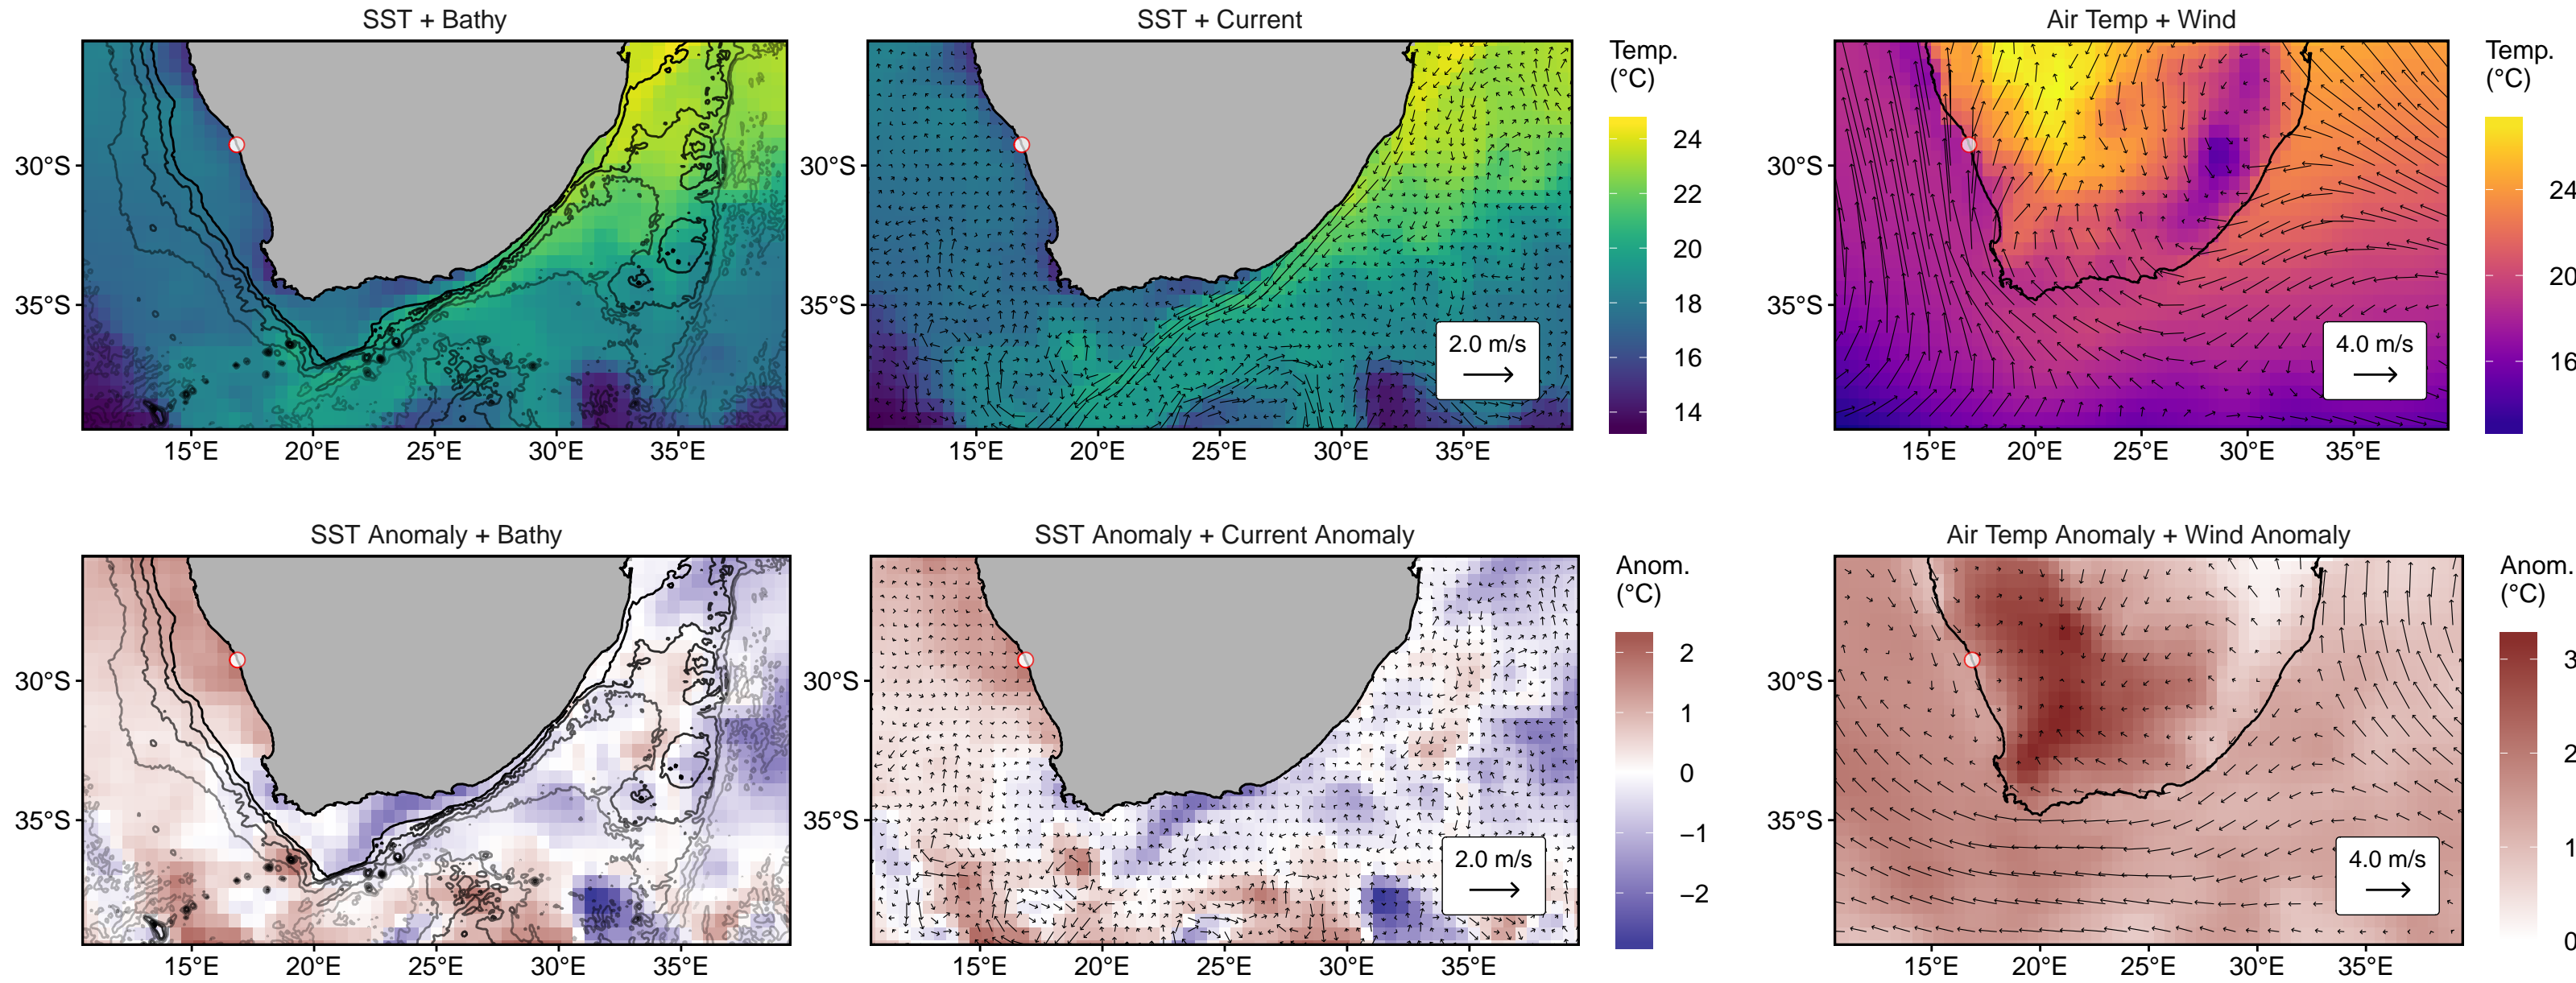 SST + Bathy
SST + Current
Air Temp + Wind
30°S
35°S
15°E
20°E
25°E
30°E
35°E
30°S
35°S
15°E
20°E
25°E
30°E
35°E
2.0 m/s
Temp.
(°C)
24
22
20
18
16
14
30°S
35°S
15°E
20°E
25°E
30°E
35°E
4.0 m/s
Temp.
(°C)
24
20
16
SST Anomaly + Bathy
SST Anomaly + Current Anomaly
Air Temp Anomaly + Wind Anomaly
30°S
35°S
15°E
20°E
25°E
30°E
35°E
30°S
35°S
15°E
20°E
25°E
30°E
35°E
2.0 m/s
Anom.
(°C)
2
1
0
−1
−2
30°S
35°S
15°E
20°E
25°E
30°E
35°E
4.0 m/s
Anom.
(°C)
3
2
1
0